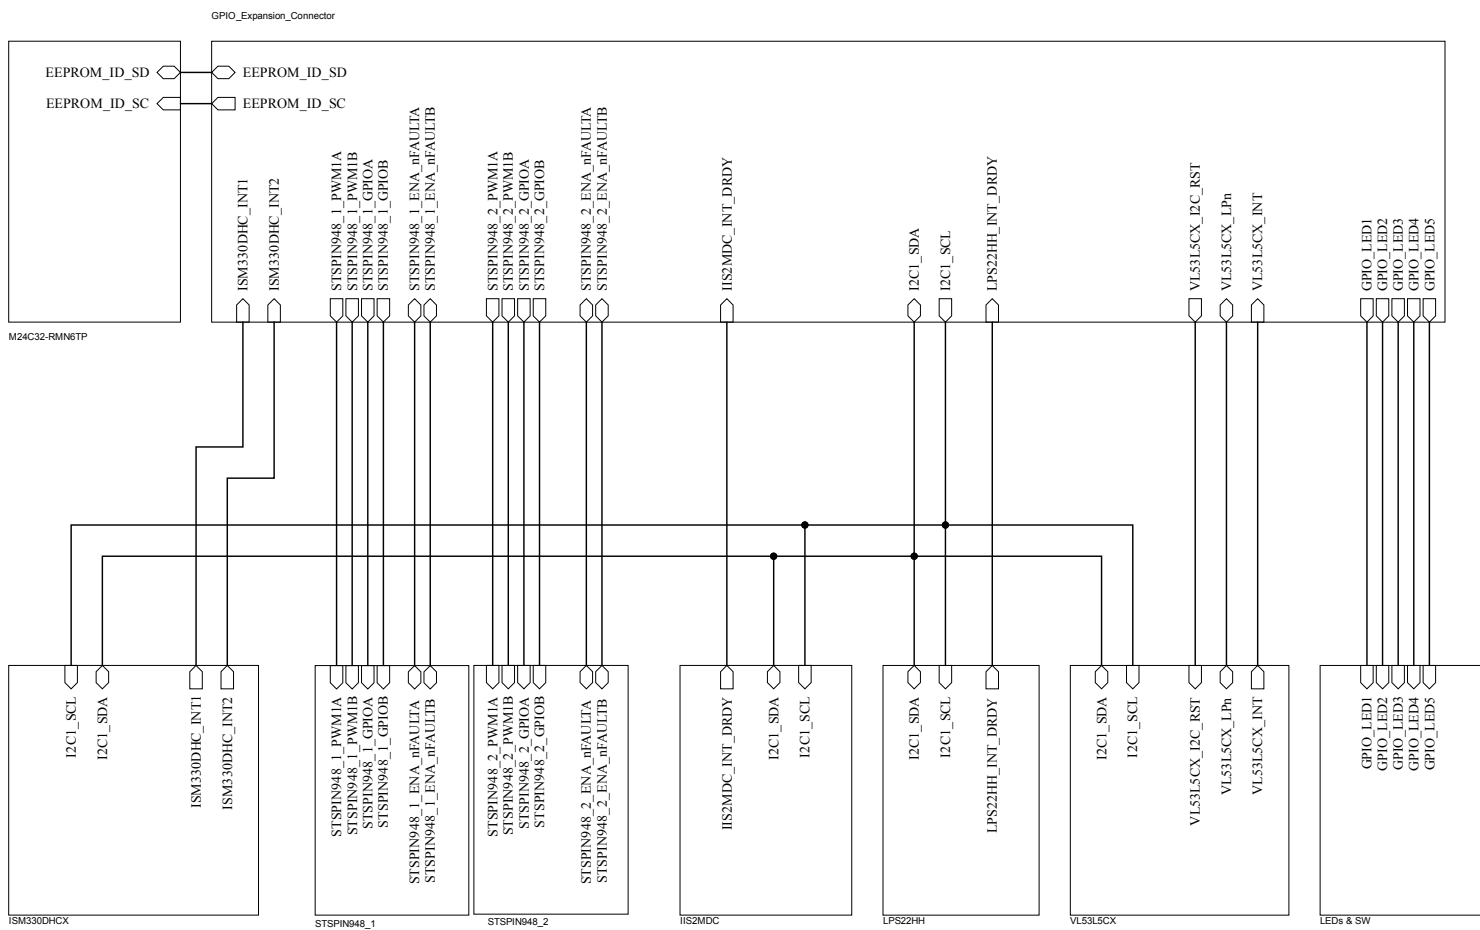 GPIO_Expansion_Connector
EEPROM_ID_SD
EEPROM_ID_SD
EEPROM_ID_SC
EEPROM_ID_SC
ISM330DHC_INT1
ISM330DHC_INT2
STSPIN948_1_PWM1A
STSPIN948_1_PWM1B
STSPIN948_1_GPIOA
STSPIN948_1_GPIOB
STSPIN948_1_ENA_nFAULTA
STSPIN948_1_ENA_nFAULTB
STSPIN948_2_PWM1A
STSPIN948_2_PWM1B
STSPIN948_2_GPIOA
STSPIN948_2_GPIOB
STSPIN948_2_ENA_nFAULTA
STSPIN948_2_ENA_nFAULTB
IIS2MDC_INT_DRDY
I2C1_SDA
I2C1_SCL
LPS22HH_INT_DRDY
VL53L5CX_I2C_RST
VL53L5CX_LPn
VL53L5CX_INT
GPIO_LED1
GPIO_LED2
GPIO_LED3
GPIO_LED4
GPIO_LED5
M24C32-RMN6TP
I2C1_SCL
I2C1_SDA
ISM330DHC_INT1
ISM330DHC_INT2
STSPIN948_1_PWM1A
STSPIN948_1_PWM1B
STSPIN948_1_GPIOA
STSPIN948_1_GPIOB
STSPIN948_1_ENA_nFAULTA
STSPIN948_1_ENA_nFAULTB
STSPIN948_2_PWM1A
STSPIN948_2_PWM1B
STSPIN948_2_GPIOA
STSPIN948_2_GPIOB
STSPIN948_2_ENA_nFAULTA
STSPIN948_2_ENA_nFAULTB
IIS2MDC_INT_DRDY
I2C1_SDA
I2C1_SCL
I2C1_SDA
I2C1_SCL
LPS22HH_INT_DRDY
I2C1_SDA
I2C1_SCL
VL53L5CX_I2C_RST
VL53L5CX_LPn
VL53L5CX_INT
GPIO_LED1
GPIO_LED2
GPIO_LED3
GPIO_LED4
GPIO_LED5
ISM330DHCX
STSPIN948_1
STSPIN948_2
IIS2MDC
LPS22HH
VL53L5CX
LEDs & SW